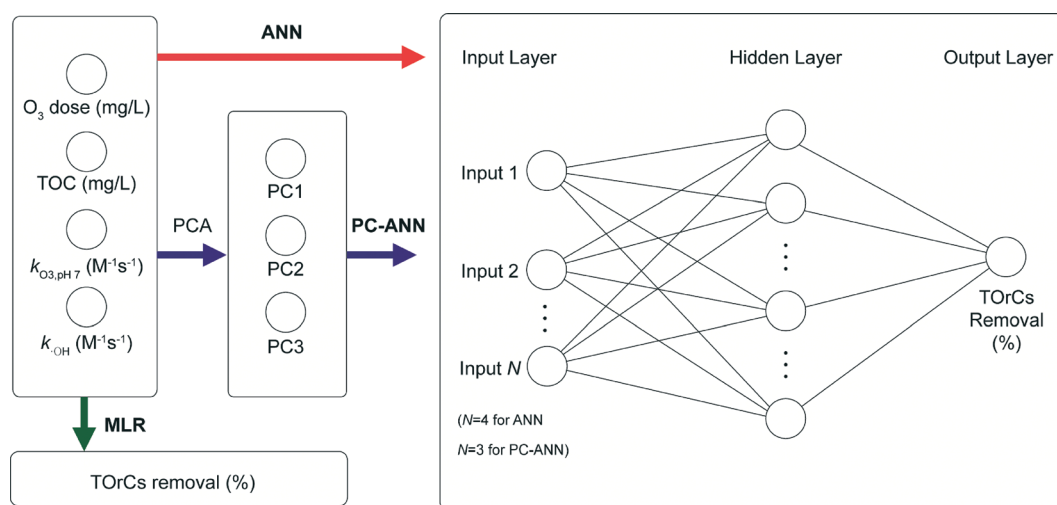 ANN
O₃ dose (mg/L)
TOC (mg/L)
k_O3,pH 7 (M⁻¹s⁻¹)
k_·OH (M⁻¹s⁻¹)
PCA
PC1
PC2
PC3
PC-ANN
MLR
TOrCs removal (%)
Input Layer
Hidden Layer
Output Layer
Input 1
Input 2
Input N
(N=4 for ANN
N=3 for PC-ANN)
TOrCs
Removal
(%)